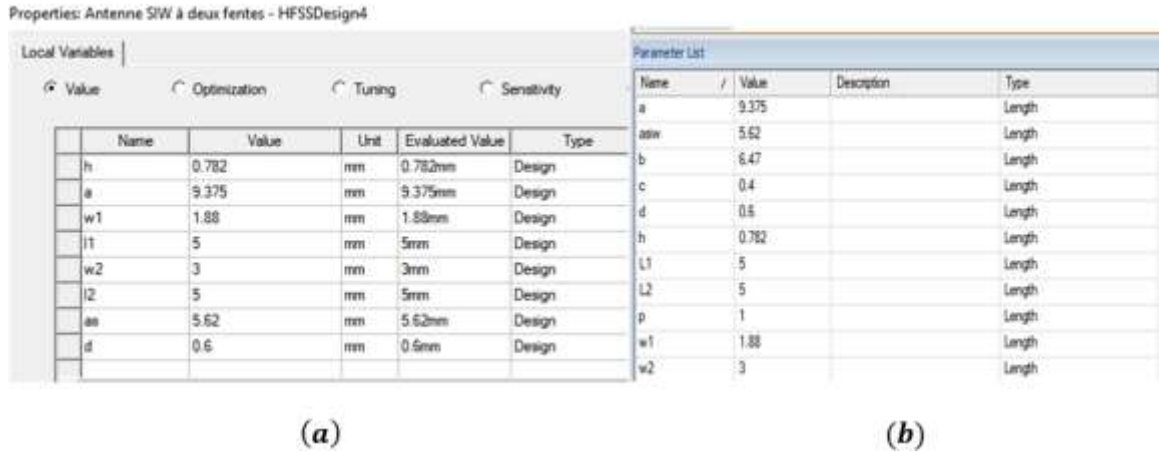 Properties: Antenne SIW à deux fentes - HFSSDesign4
Local Variables
Value Optimization Tuning Sensitivity
Name Value Unit Evaluated Value Type
h 0.782 mm 0.782mm Design
a 9.375 mm 9.375mm Design
w1 1.88 mm 1.88mm Design
l1 5 mm 5mm Design
w2 3 mm 3mm Design
l2 5 mm 5mm Design
as 5.62 mm 5.62mm Design
d 0.6 mm 0.6mm Design
(a)
Parameter List
Name / Value Description Type
a 9.375 Length
asw 5.62 Length
b 6.47 Length
c 0.4 Length
d 0.6 Length
h 0.782 Length
L1 5 Length
L2 5 Length
p 1 Length
w1 1.88 Length
w2 3 Length
(b)